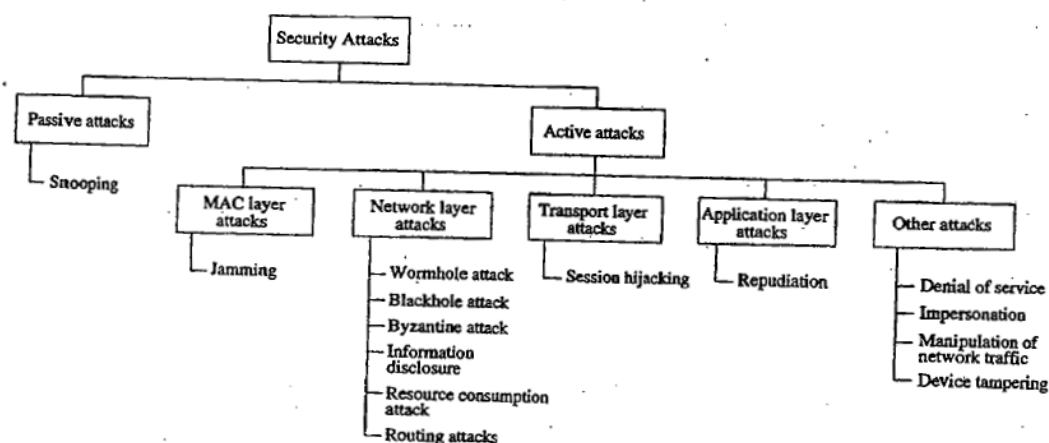 Security Attacks
Passive attacks
Active attacks
Snooping
MAC layer
attacks
Network layer
attacks
Transport layer
attacks
Application layer
attacks
Other attacks
Jamming
Wormhole attack
Blackhole attack
Byzantine attack
Information
disclosure
Resource consumption
attack
Routing attacks
Session hijacking
Repudiation
Denial of service
Impersonation
Manipulation of
network traffic
Device tampering